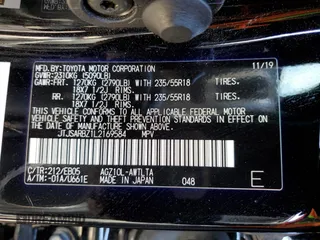 MFD.BY:TOYOTA MOTOR CORPORATION 11/19
GVWR:2310KG (5090LB)
FR. 1270KG (2790LB) WITH 235/55R18 TIRES.
18X7 1/2J RIMS.
RR. 1270KG (2790LB) WITH 235/55R18 TIRES.
18X7 1/2J RIMS.
THIS VEHICLE CONFORMS TO ALL APPLICABLE FEDERAL MOTOR
VEHICLE SAFETY AND THEFT PREVENTION STANDARDS IN
EFFECT ON THE DATE OF MANUFACTURE SHOWN ABOVE.
JTJSARBZ1L2169584 MPV
C/TR:212/EB05 AGZ10L-AWTLTA
A/TM:-01A/U661E MADE IN JAPAN 048 E